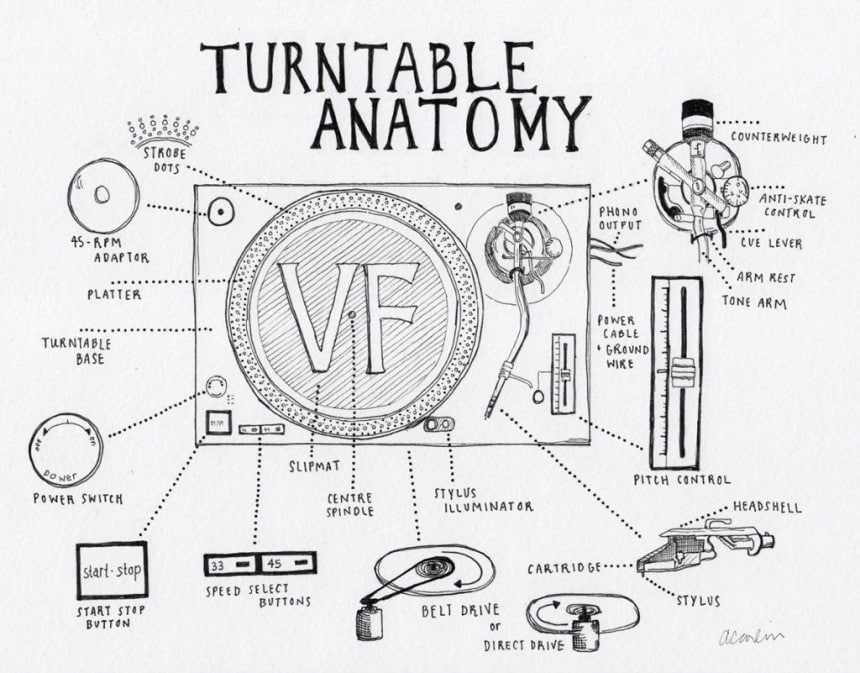 TURNTABLE
ANATOMY
STROBE
DOTS
45-RPM
ADAPTOR
PLATTER
TURNTABLE
BASE
VF
off
on
power
POWER SWITCH
start-stop
START STOP
BUTTON
33
45
SPEED SELECT
BUTTONS
SLIPMAT
CENTRE
SPINDLE
STYLUS
ILLUMINATOR
BELT DRIVE
or
DIRECT DRIVE
PHONO
OUTPUT
POWER
CABLE
+ GROUND
WIRE
COUNTERWEIGHT
ANTI-SKATE
CONTROL
CUE LEVER
ARM REST
TONE ARM
PITCH CONTROL
HEADSHELL
CARTRIDGE
STYLUS